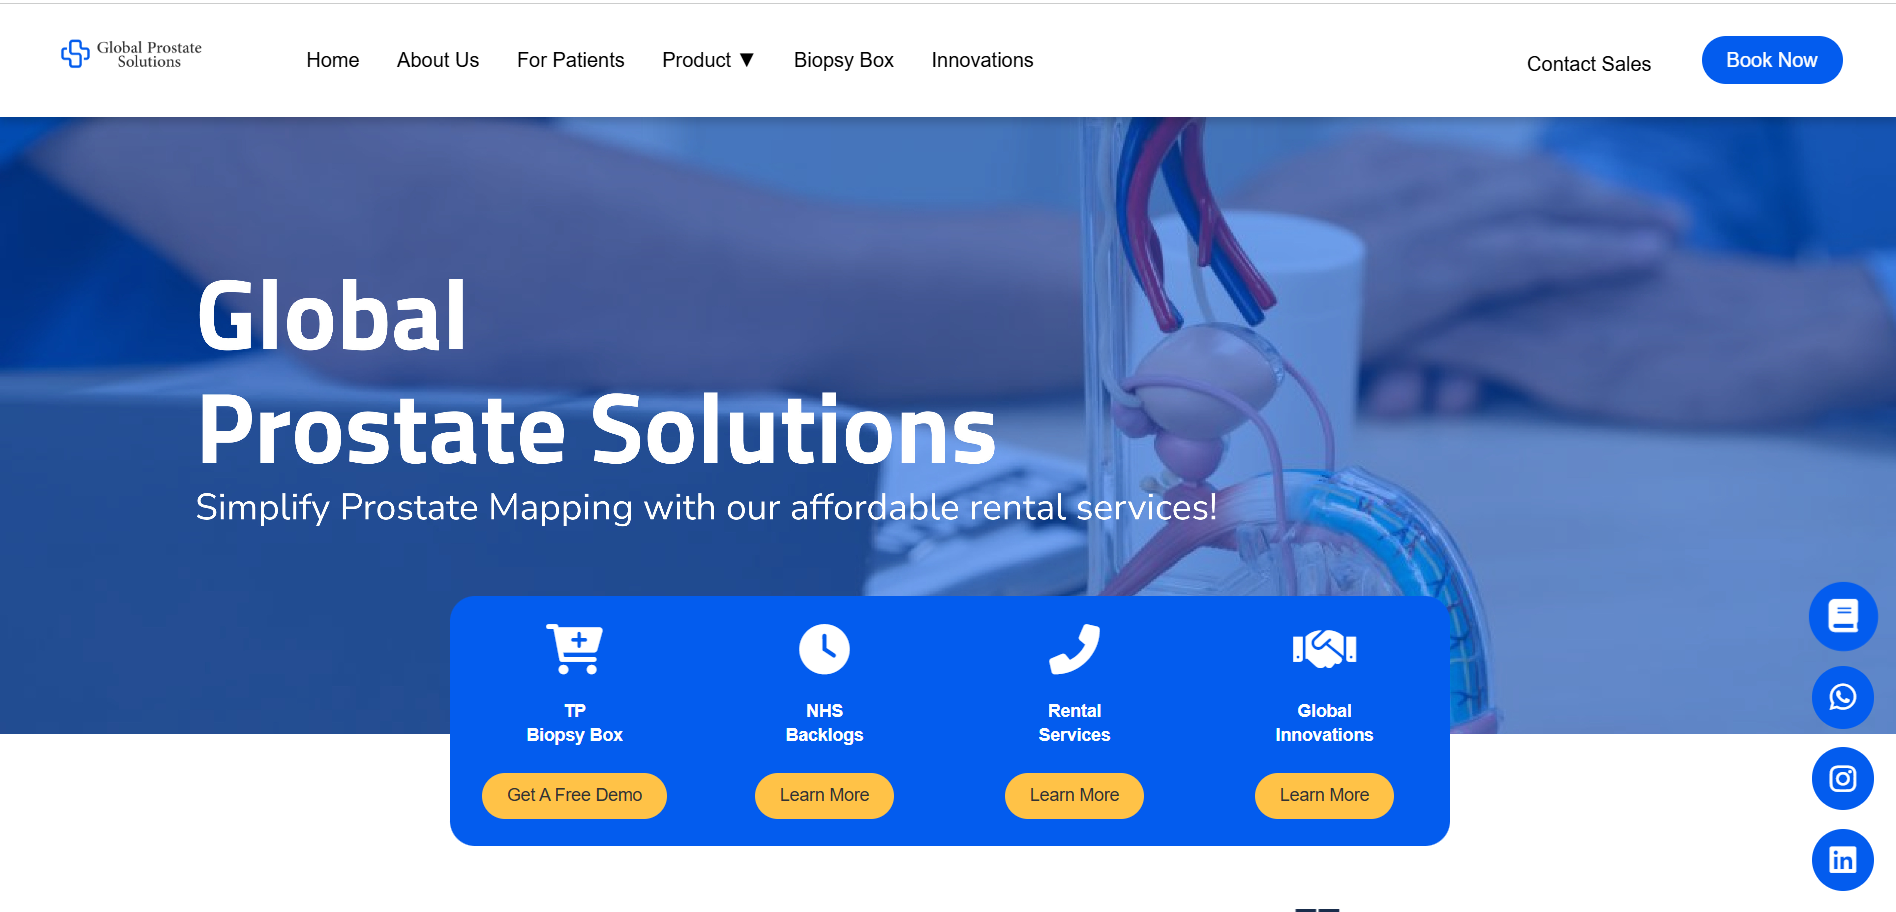 Global Prostate
Solutions
Home
About Us
For Patients
Product ▼
Biopsy Box
Innovations
Contact Sales
Book Now
Global
Prostate Solutions
Simplify Prostate Mapping with our affordable rental services!
TP
Biopsy Box
Get A Free Demo
NHS
Backlogs
Learn More
Rental
Services
Learn More
Global
Innovations
Learn More
in